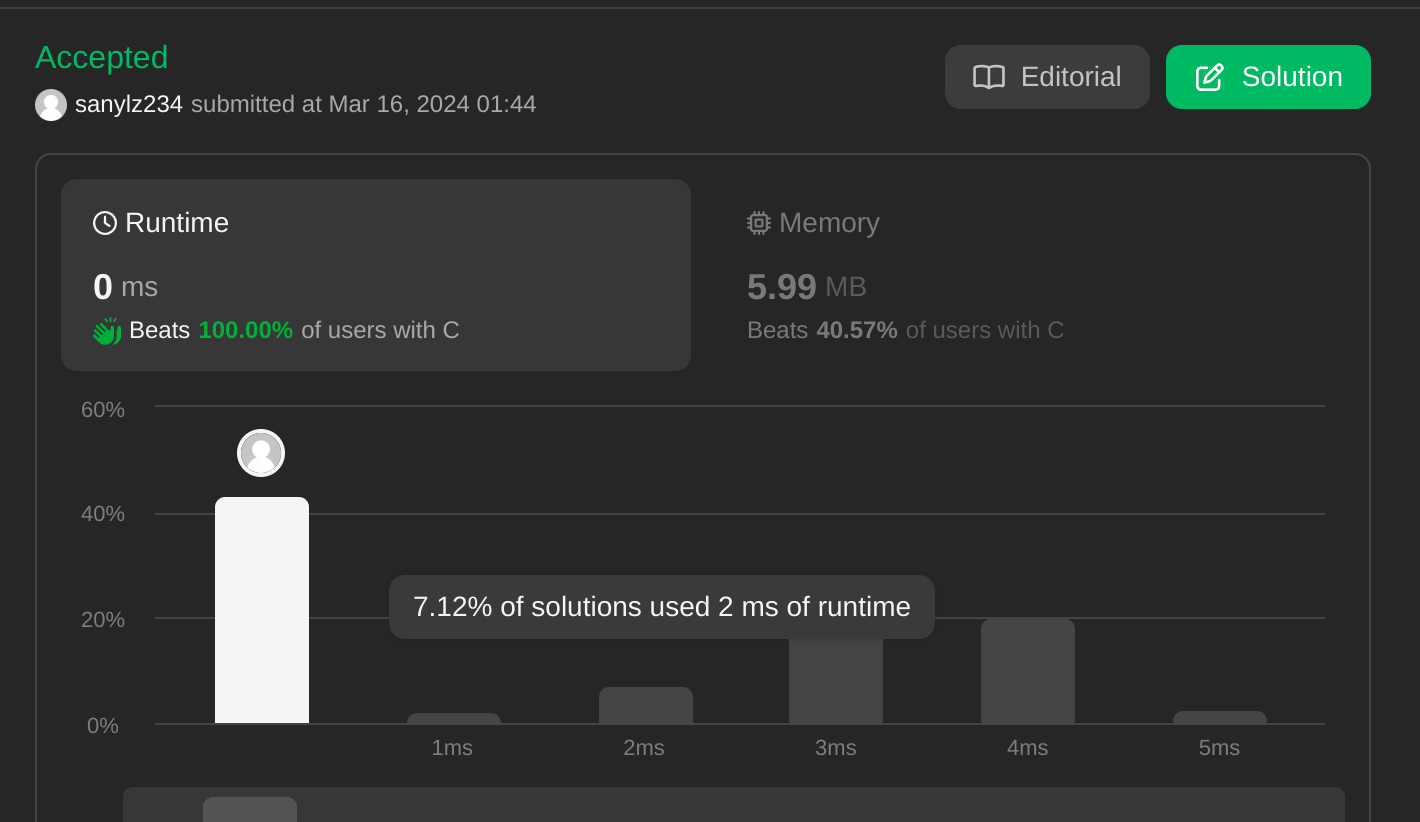 Accepted
Editorial
Solution
sanylz234 submitted at Mar 16, 2024 01:44
Runtime
0 ms
Beats 100.00% of users with C
Memory
5.99 MB
Beats 40.57% of users with C
60%
40%
7.12% of solutions used 2 ms of runtime
20%
0%
1ms
2ms
3ms
4ms
5ms